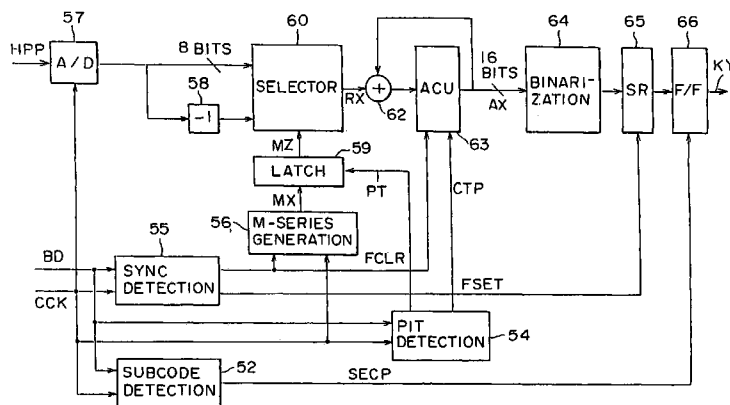 57
60
64
65
66
HPP
A/D
8 BITS
SELECTOR
RX
+
62
ACU
63
16
BITS
AX
BINARI-
ZATION
SR
F/F
KY
58
-1
MZ
59
LATCH
PT
CTP
MX
56
M-SERIES
GENERATION
BD
55
SYNC
DETECTION
FCLR
CCK
FSET
PIT
DETECTION
54
52
SUBCODE
DETECTION
SECP